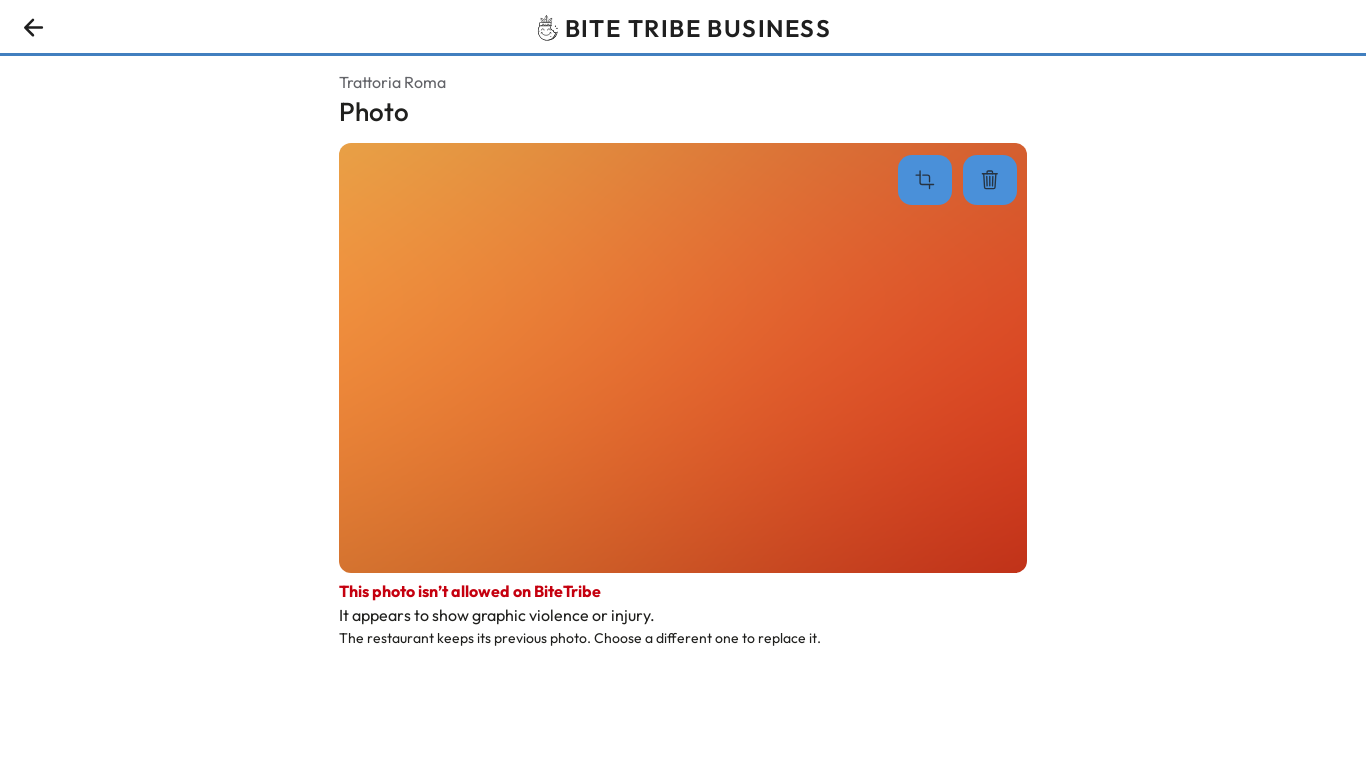 BITE TRIBE BUSINESS
Trattoria Roma
Photo
This photo isn’t allowed on BiteTribe
It appears to show graphic violence or injury.
The restaurant keeps its previous photo. Choose a different one to replace it.